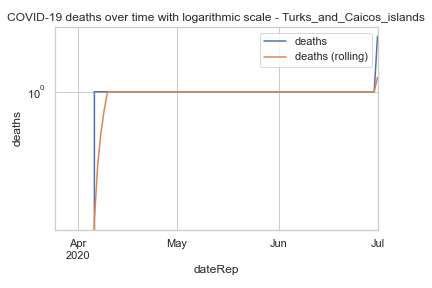 COVID-19 deaths over time with logarithmic scale - Turks_and_Caicos_islands
deaths
deaths (rolling)
10⁰
deaths
Apr
2020
May
Jun
Jul
dateRep